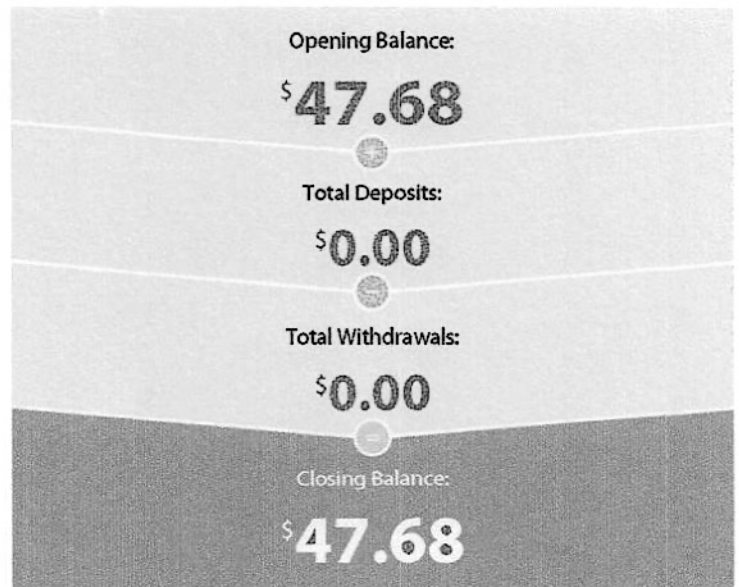 Opening Balance:
$47.68
Total Deposits:
$0.00
Total Withdrawals:
$0.00
=
Closing Balance:
$47.68